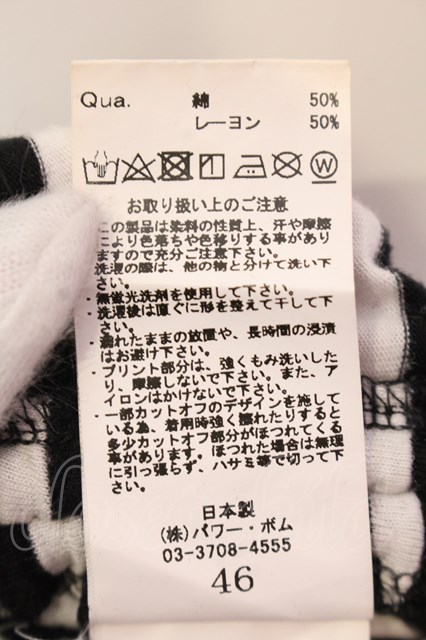 Qua. 綿 50%
レーヨン 50%
W
お取り扱い上のご注意
この製品は染料の性質上、汗や摩擦
により色落ちや色移りする事があり
ますので充分ご注意下さい。
洗濯の際は、他の物と分けて洗い下
さい。
・無蛍光洗剤を使用して下さい。
・洗濯後は直ぐに形を整えて干して下
さい。
・濡れたままの放置や、長時間の浸漬
はお避け下さい。
・プリント部分は、強くもみ洗いした
り、摩擦しないで下さい。また、ア
イロンはかけないで下さい。
・一部カットオフのデザインを施して
いる為、着用時強く擦れたりすると
多少カットオフ部分がほつれてくる
事があります。ほつれた場合は無理
に引っ張らず、ハサミ等で切って下
さい。
日本製
(株)パワー・ボム
03-3708-4555
46